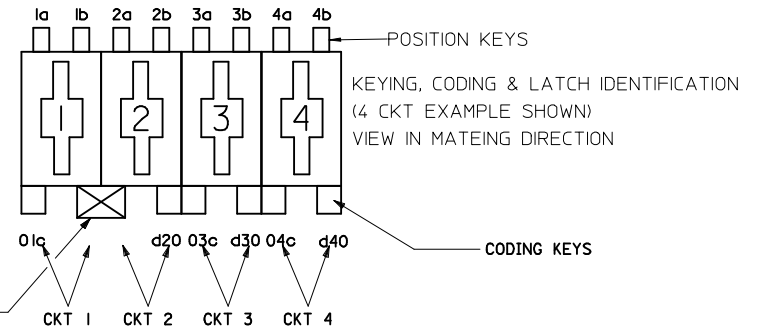 1a 1b 2a 2b 3a 3b 4a 4b
POSITION KEYS
KEYING, CODING & LATCH IDENTIFICATION
(4 CKT EXAMPLE SHOWN)
VIEW IN MATEING DIRECTION
1 2 3 4
01c d20 03c d30 04c d40
CODING KEYS
CKT 1 CKT 2 CKT 3 CKT 4